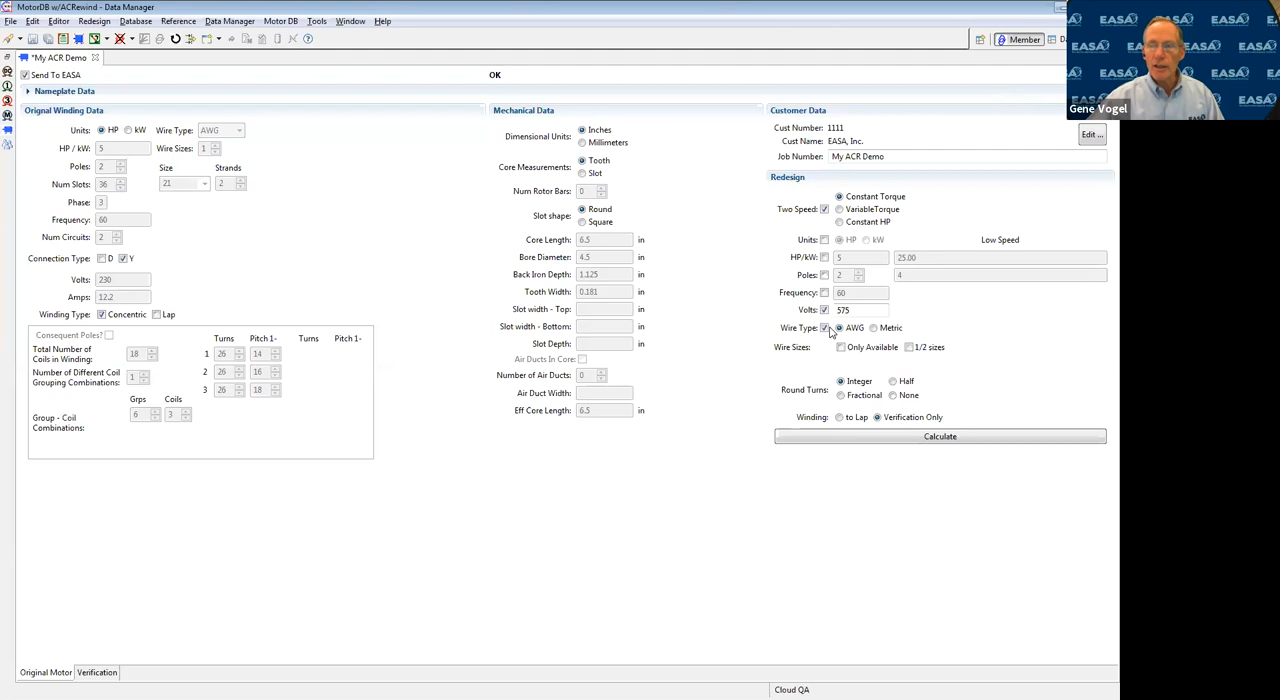 MotorDB w/ACRewind - Data Manager
File Edit Editor Redesign Database Reference Data Manager Motor DB Tools Window Help
Member
*My ACR Demo
Send To EASA OK
Nameplate Data
Orignal Winding Data
Units: HP kW Wire Type: AWG
HP / kW: 5 Wire Sizes: 1
Poles: 2 Size Strands
Num Slots: 36 21 2
Phase: 3
Frequency: 60
Num Circuits: 2
Connection Type: D Y
Volts: 230
Amps: 12.2
Winding Type: Concentric Lap
Consequent Poles?
Turns Pitch 1- Turns Pitch 1-
Total Number of
Coils in Winding: 18
1 26 14
Number of Different Coil
Grouping Combinations: 1
2 26 16
3 26 18
Grps Coils
Group - Coil
Combinations:
6 3
Mechanical Data
Dimensional Units: Inches
Millimeters
Core Measurements: Tooth
Slot
Num Rotor Bars: 0
Slot shape: Round
Square
Core Length: 6.5 in
Bore Diameter: 4.5 in
Back Iron Depth: 1.125 in
Tooth Width: 0.181 in
Slot width - Top: in
Slot width - Bottom: in
Slot Depth: in
Air Ducts In Core:
Number of Air Ducts: 0
Air Duct Width: in
Eff Core Length: 6.5 in
Customer Data
Cust Number: 1111
Cust Name: EASA, Inc.
Edit ...
Job Number: My ACR Demo
Redesign
Two Speed: Constant Torque
VariableTorque
Constant HP
Units: HP kW Low Speed
HP/kW: 5 25.00
Poles: 2 4
Frequency: 60
Volts: 575
Wire Type: AWG Metric
Wire Sizes: Only Available 1/2 sizes
Round Turns: Integer Half
Fractional None
Winding: to Lap Verification Only
Calculate
Original Motor Verification
Cloud QA
EASA EASA EASA
EASA EASA
EASA EASA
EASA
Gene Vogel